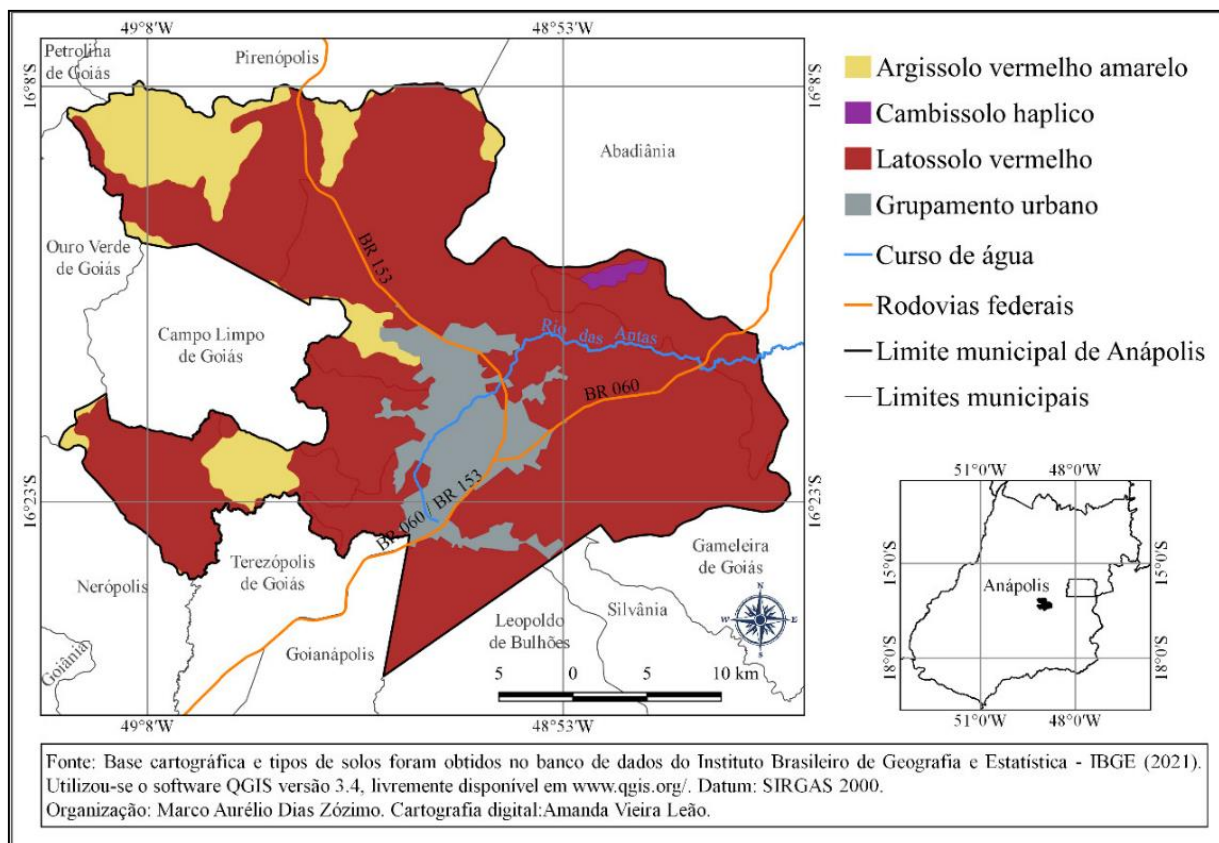 49°8'W
48°53'W
Petrolina
de Goiás
Pirenópolis
16°8'S
16°8'S
Abadiânia
Ouro Verde
de Goiás
BR 153
Campo Limpo
de Goiás
Rio das Antas
BR 060
16°23'S
16°23'S
BR 153
BR 060
Nerópolis
Terezópolis
de Goiás
Gameleira
de Goiás
Silvânia
Leopoldo
de Bulhões
Goianápolis
Goiânia
N
W
E
S
5 0 5 10 km
49°8'W
48°53'W
Argissolo vermelho amarelo
Cambissolo haplico
Latossolo vermelho
Grupamento urbano
Curso de água
Rodovias federais
Limite municipal de Anápolis
Limites municipais
51°0'W 48°0'W
15°0'S
15°0'S
Anápolis
18°0'S
18°0'S
51°0'W 48°0'W
Fonte: Base cartográfica e tipos de solos foram obtidos no banco de dados do Instituto Brasileiro de Geografia e Estatística - IBGE (2021).
Utilizou-se o software QGIS versão 3.4, livremente disponível em www.qgis.org/. Datum: SIRGAS 2000.
Organização: Marco Aurélio Dias Zózimo. Cartografia digital:Amanda Vieira Leão.